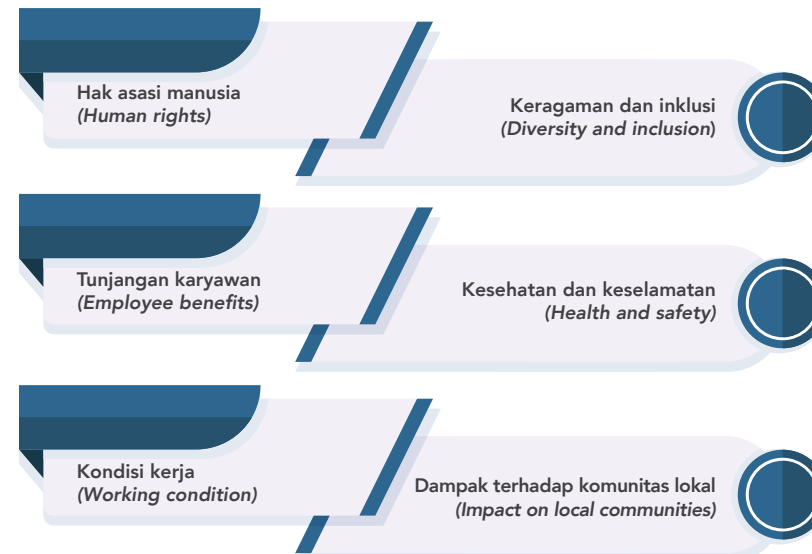 Hak asasi manusia
(Human rights)
Keragaman dan inklusi
(Diversity and inclusion)
Tunjangan karyawan
(Employee benefits)
Kesehatan dan keselamatan
(Health and safety)
Kondisi kerja
(Working condition)
Dampak terhadap komunitas lokal
(Impact on local communities)